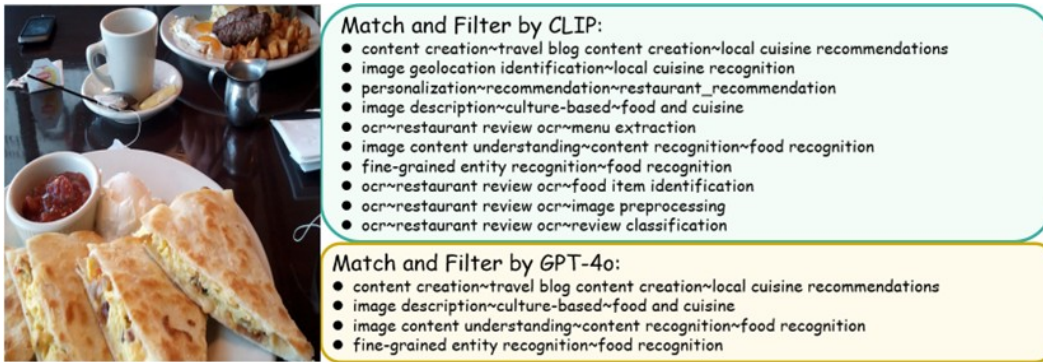 Match and Filter by CLIP:
● content creation~travel blog content creation~local cuisine recommendations
● image geolocation identification~local cuisine recognition
● personalization~recommendation~restaurant_recommendation
● image description~culture-based~food and cuisine
● ocr~restaurant review ocr~menu extraction
● image content understanding~content recognition~food recognition
● fine-grained entity recognition~food recognition
● ocr~restaurant review ocr~food item identification
● ocr~restaurant review ocr~image preprocessing
● ocr~restaurant review ocr~review classification
Match and Filter by GPT-4o:
● content creation~travel blog content creation~local cuisine recommendations
● image description~culture-based~food and cuisine
● image content understanding~content recognition~food recognition
● fine-grained entity recognition~food recognition